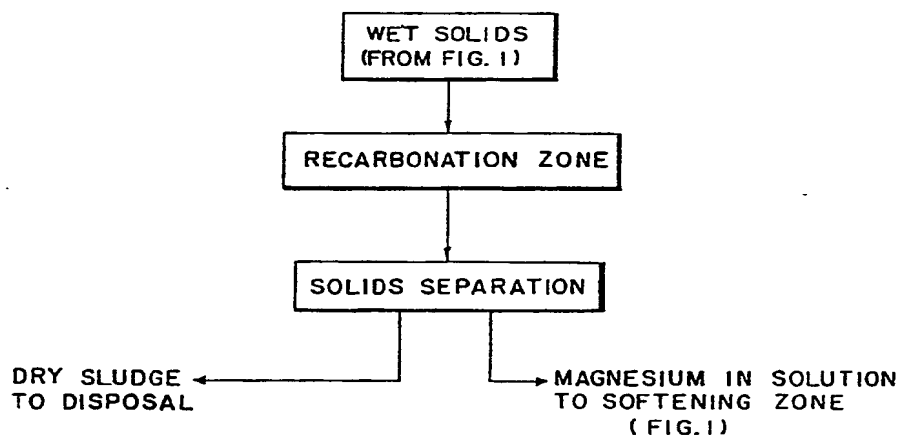 WET SOLIDS
(FROM FIG. 1)
RECARBONATION ZONE
SOLIDS SEPARATION
DRY SLUDGE
TO DISPOSAL
MAGNESIUM IN SOLUTION
TO SOFTENING ZONE
(FIG.1)